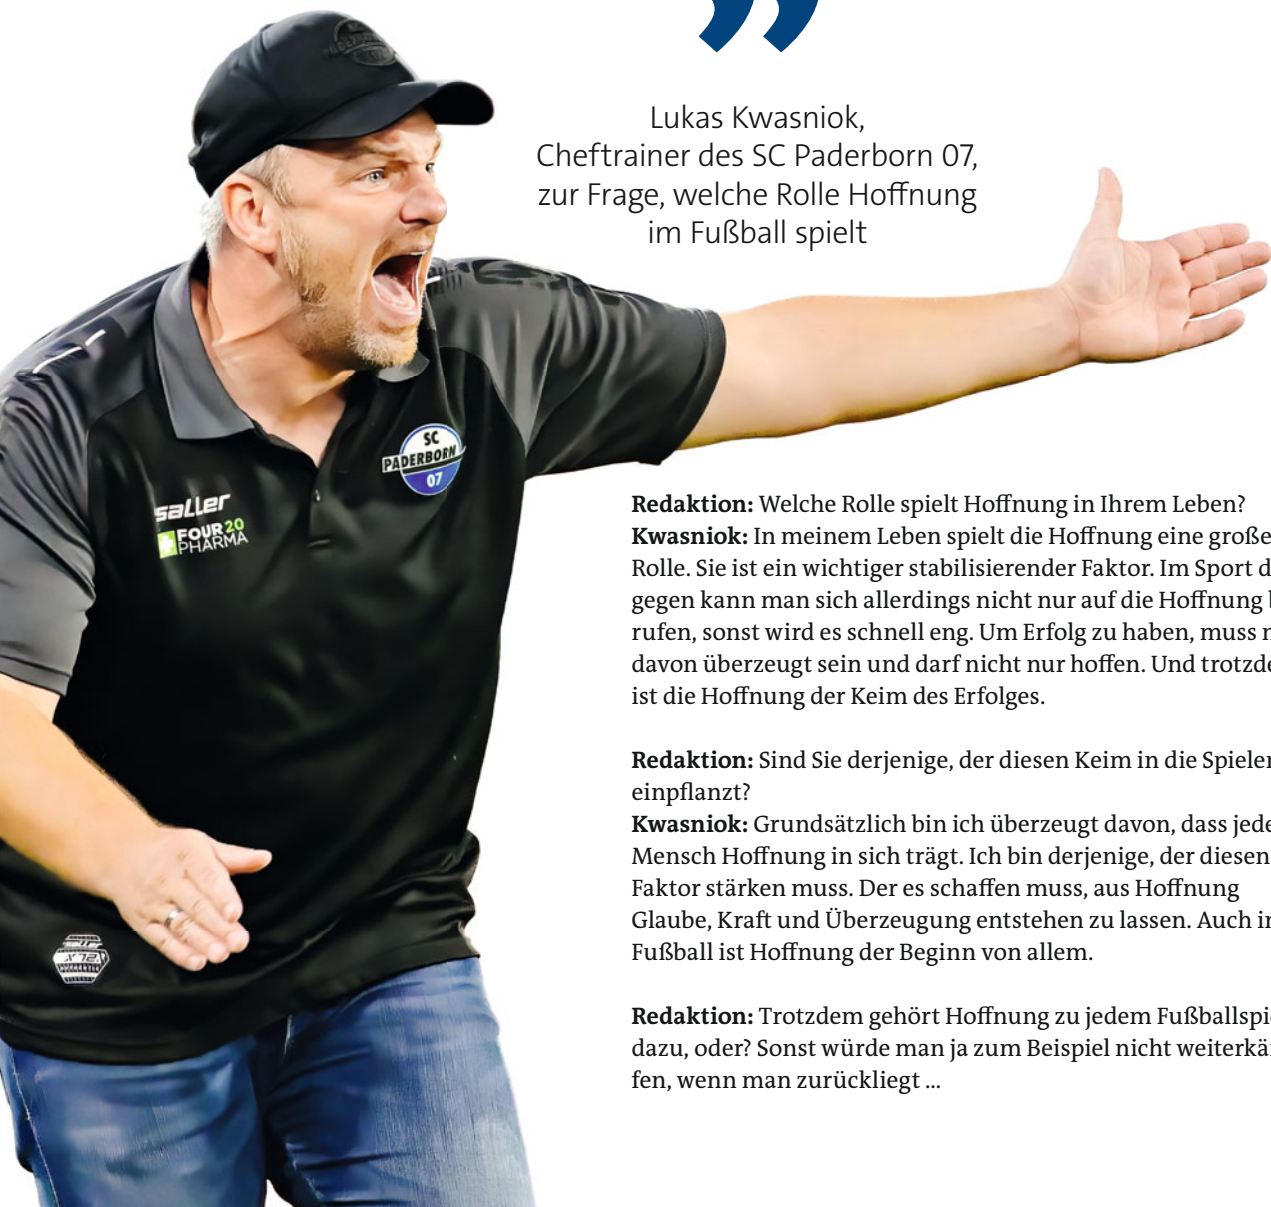 ”
Lukas Kwasniok,
Cheftrainer des SC Paderborn 07,
zur Frage, welche Rolle Hoffnung
im Fußball spielt
SC
PADERBORN
07
saller
FOUR 20
PHARMA
saller
Redaktion: Welche Rolle spielt Hoffnung in Ihrem Leben?
Kwasniok: In meinem Leben spielt die Hoffnung eine große
Rolle. Sie ist ein wichtiger stabilisierender Faktor. Im Sport d
gegen kann man sich allerdings nicht nur auf die Hoffnung
rufen, sonst wird es schnell eng. Um Erfolg zu haben, muss
davon überzeugt sein und darf nicht nur hoffen. Und trotzde
ist die Hoffnung der Keim des Erfolges.
Redaktion: Sind Sie derjenige, der diesen Keim in die Spieler
einpflanzt?
Kwasniok: Grundsätzlich bin ich überzeugt davon, dass jede
Mensch Hoffnung in sich trägt. Ich bin derjenige, der diesen
Faktor stärken muss. Der es schaffen muss, aus Hoffnung
Glaube, Kraft und Überzeugung entstehen zu lassen. Auch i
Fußball ist Hoffnung der Beginn von allem.
Redaktion: Trotzdem gehört Hoffnung zu jedem Fußballspi
dazu, oder? Sonst würde man ja zum Beispiel nicht weiterkä
fen, wenn man zurückliegt ...